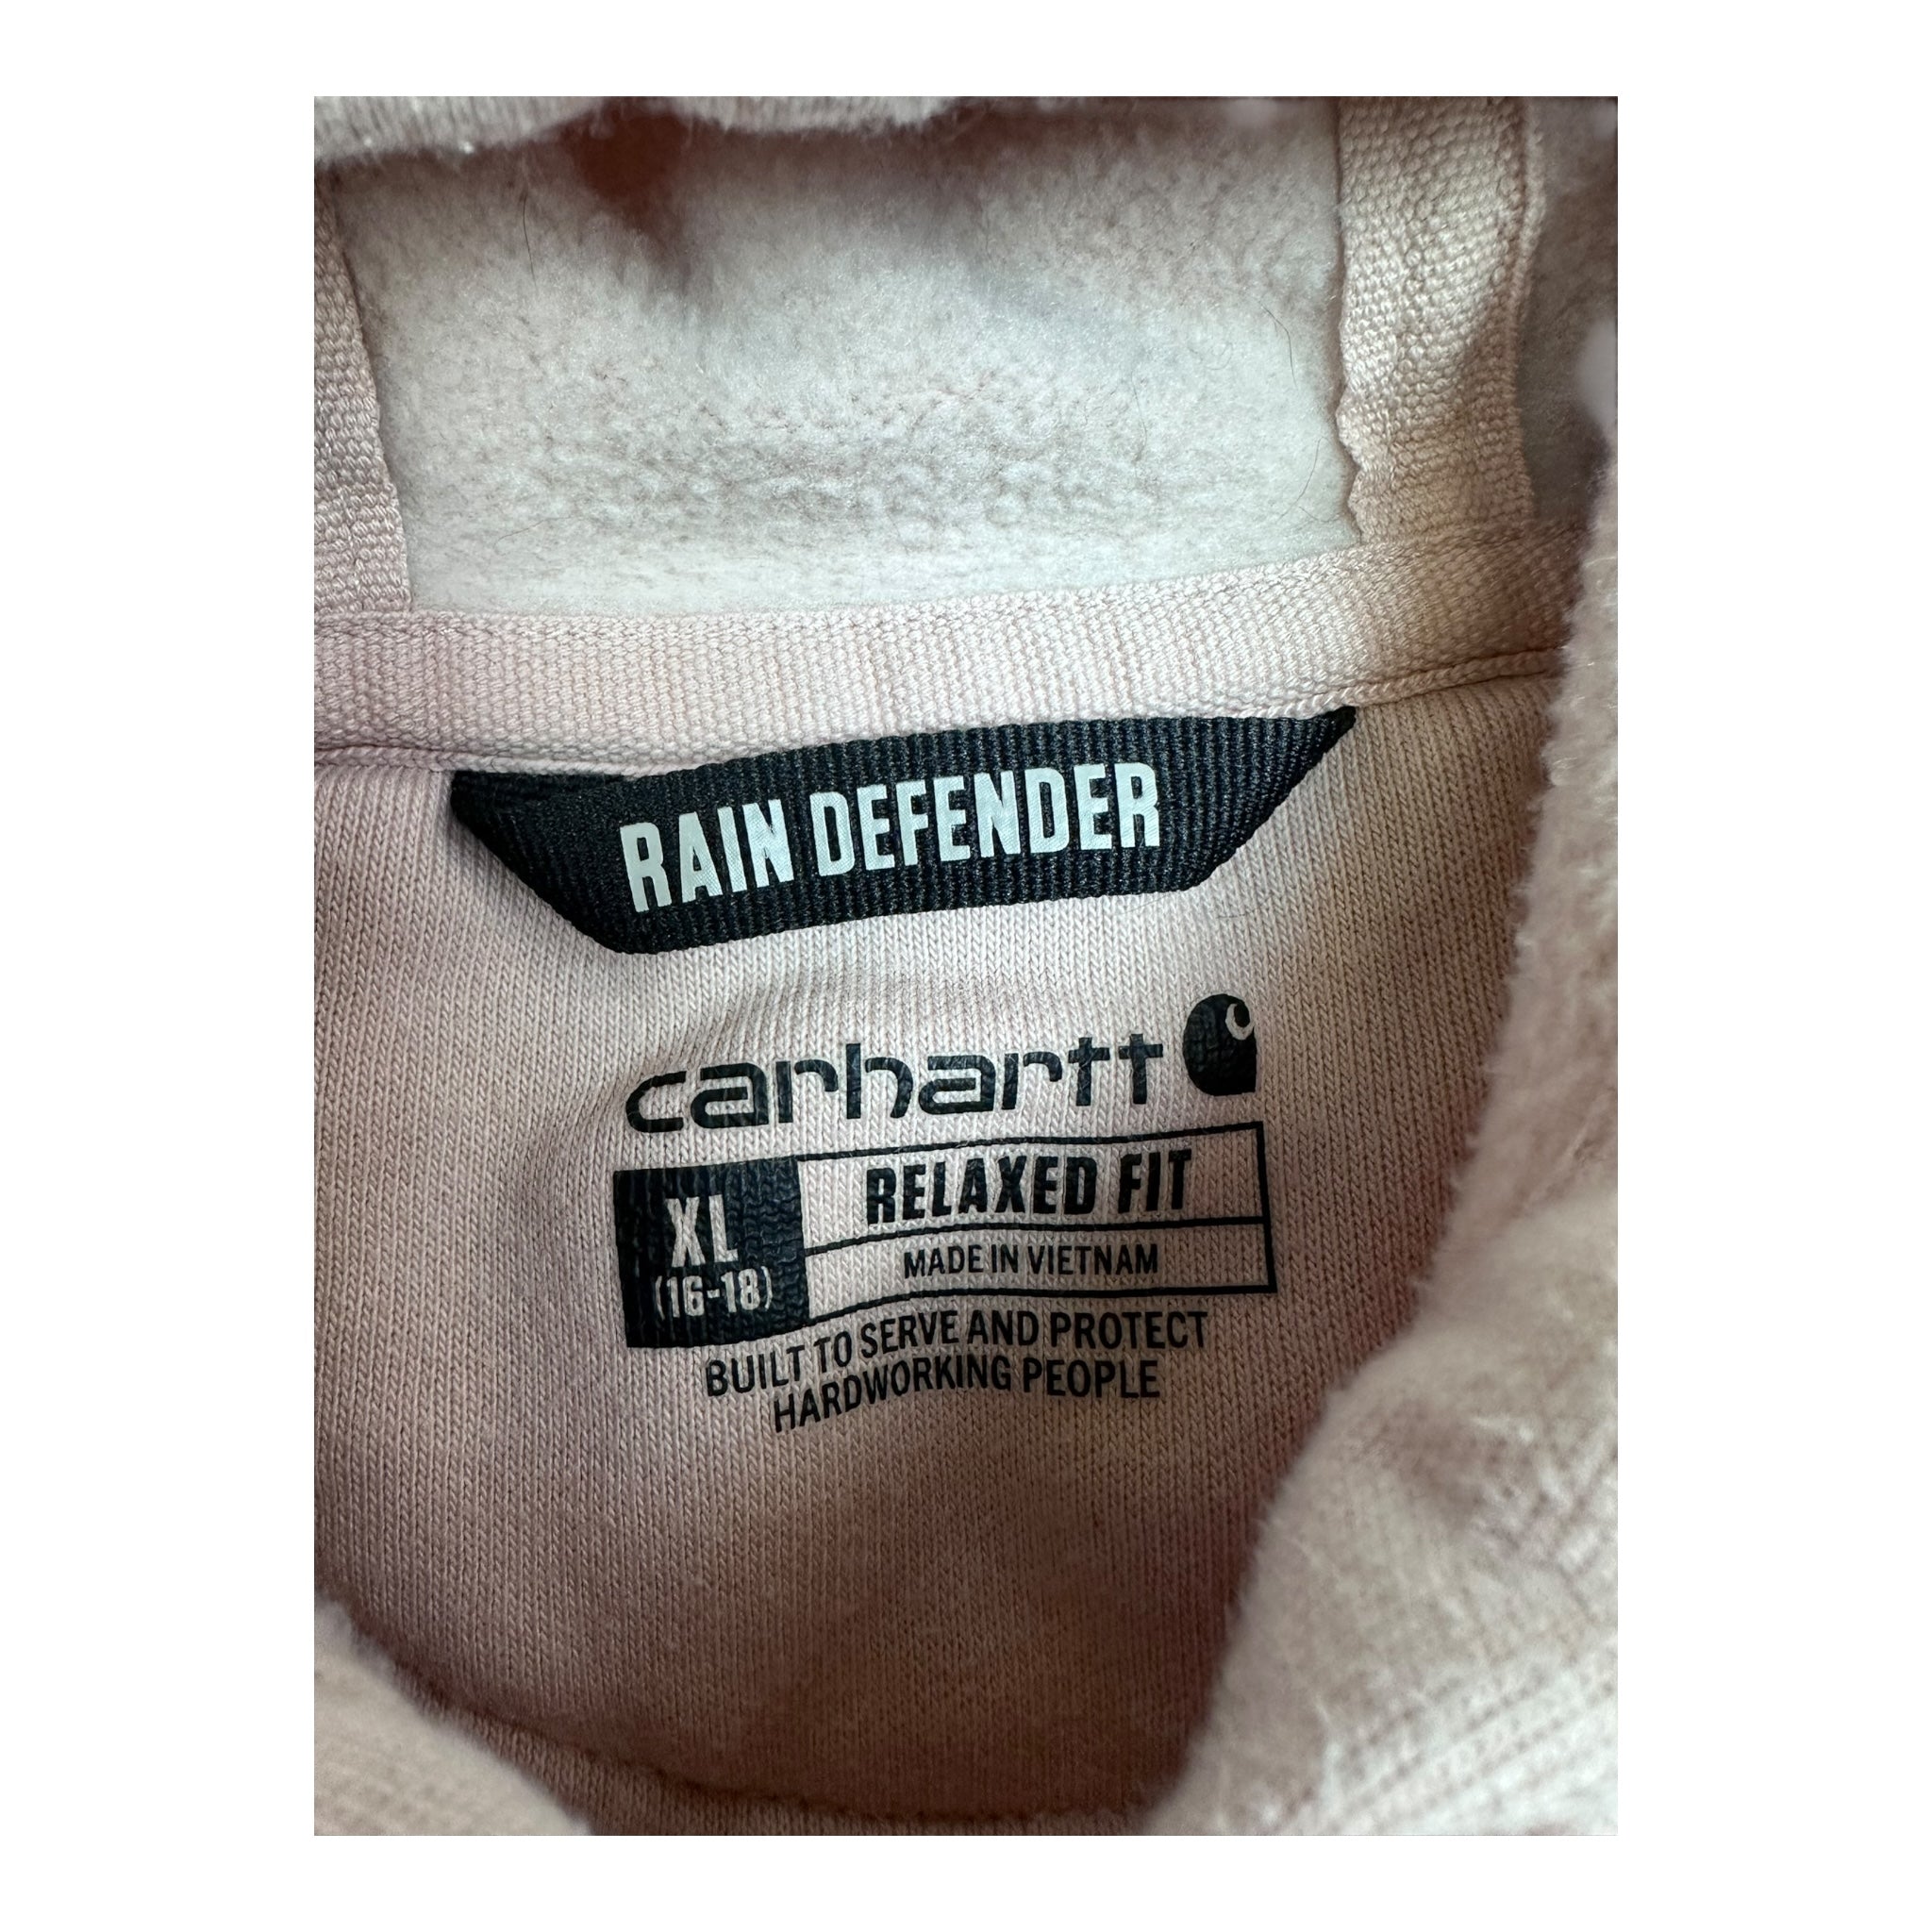 RAIN DEFENDER
carhartt
XL
(16-18)
RELAXED FIT
MADE IN VIETNAM
BUILT TO SERVE AND PROTECT
HARDWORKING PEOPLE